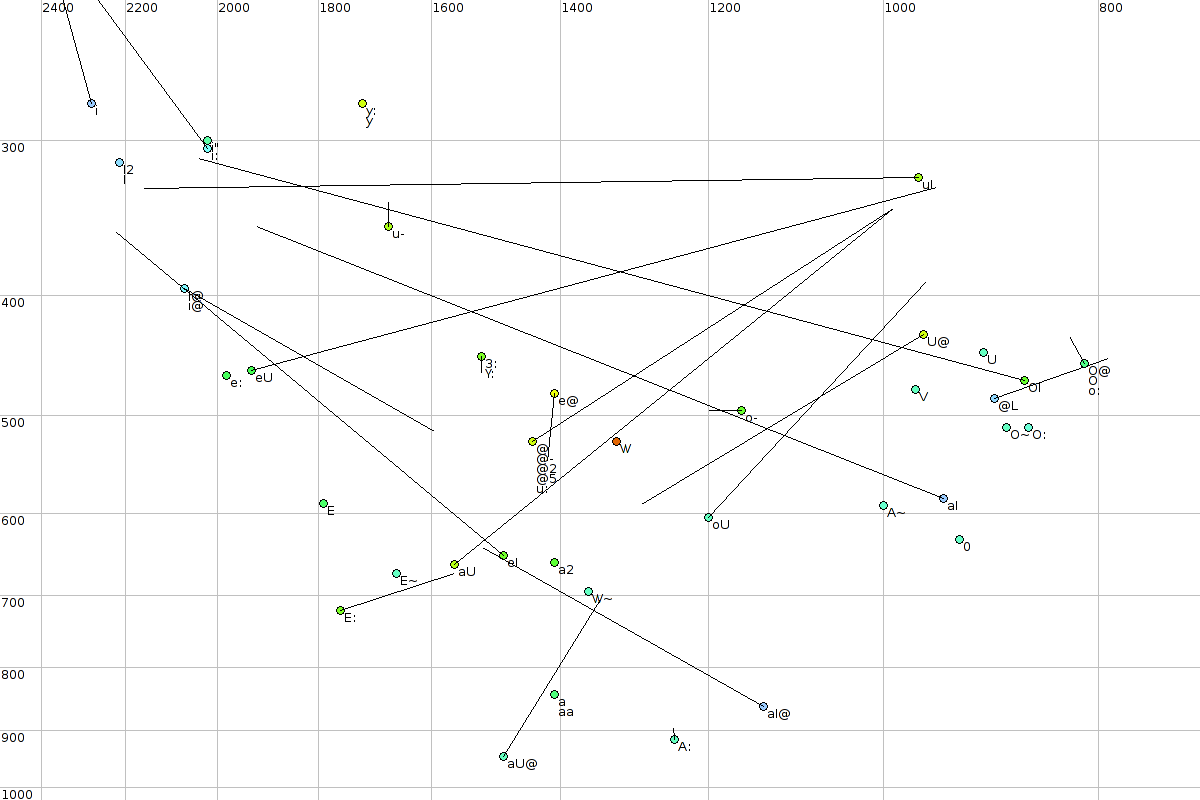 2400 2200 2000 1800 1600 1400 1200 1000 800
i
y:
y
300
i:
I2
uI
u-
400
i@
U@
U
3:
Y:
O@
O
o:
e: eU
OI
V
e@
@L
o-
500
@
@-
@2
@5
u:
W
O~ O:
E
aI
A~
600
oU
0
eI
a2
aU
E~
700
W~
E:
800
a
aa
aI@
900
A:
aU@
1000